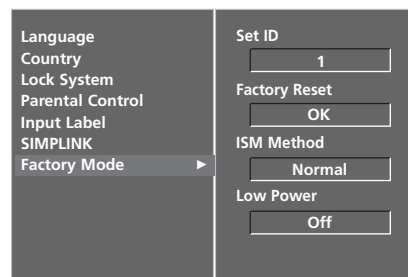 Language
Country
Lock System
Parental Control
Input Label
SIMPLINK
Factory Mode ►
Set ID
1
Factory Reset
OK
ISM Method
Normal
Low Power
Off